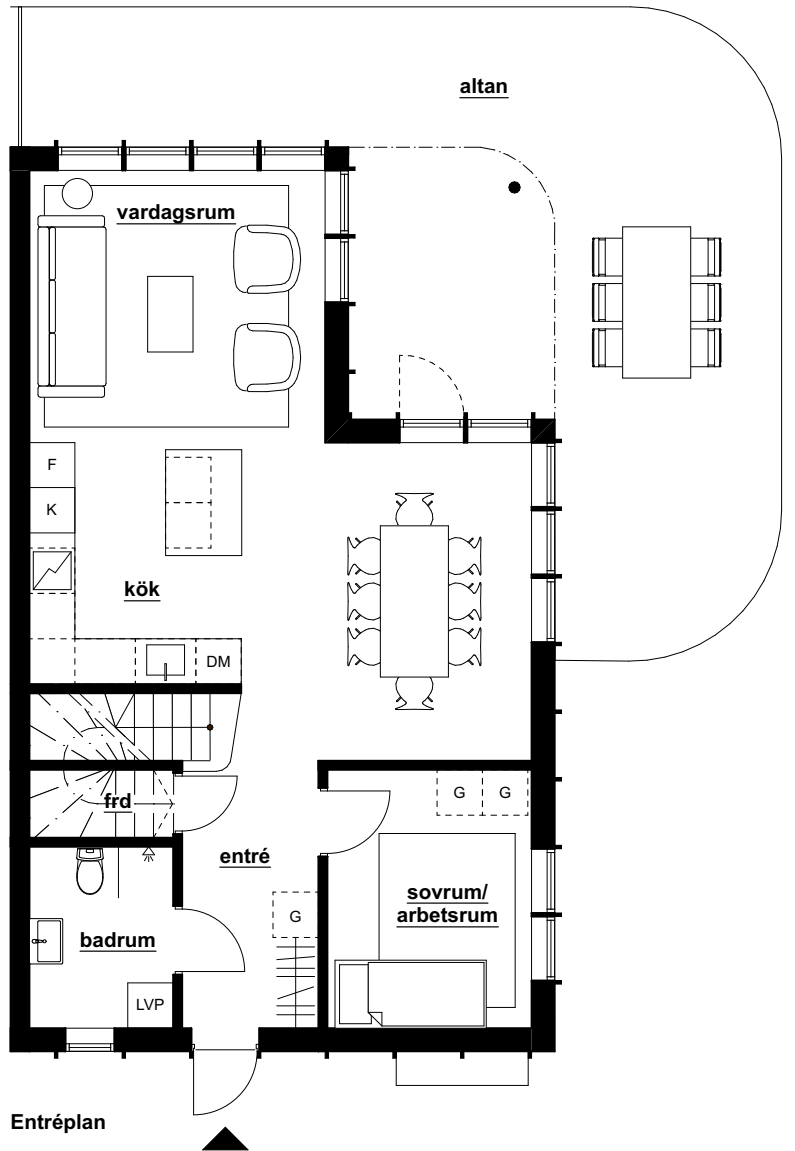 altan
vardagsrum
F
K
kök
DM
frd
G G
entré
sovrum/
arbetsrum
G
badrum
LVP
Entréplan